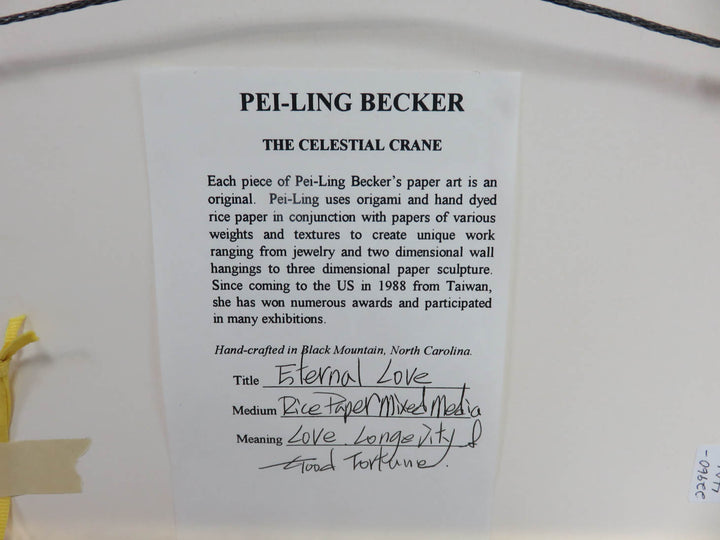 PEI-LING BECKER
THE CELESTIAL CRANE
Each piece of Pei-Ling Becker's paper art is an
original. Pei-Ling uses origami and hand dyed
rice paper in conjunction with papers of various
weights and textures to create unique work
ranging from jewelry and two dimensional wall
hangings to three dimensional paper sculpture.
Since coming to the US in 1988 from Taiwan,
she has won numerous awards and participated
in many exhibitions.
Hand-crafted in Black Mountain, North Carolina.
Title Eternal Love
Medium Rice Paper Mixed Media
Meaning Love. Longevity &
Good Fortune.
22960-